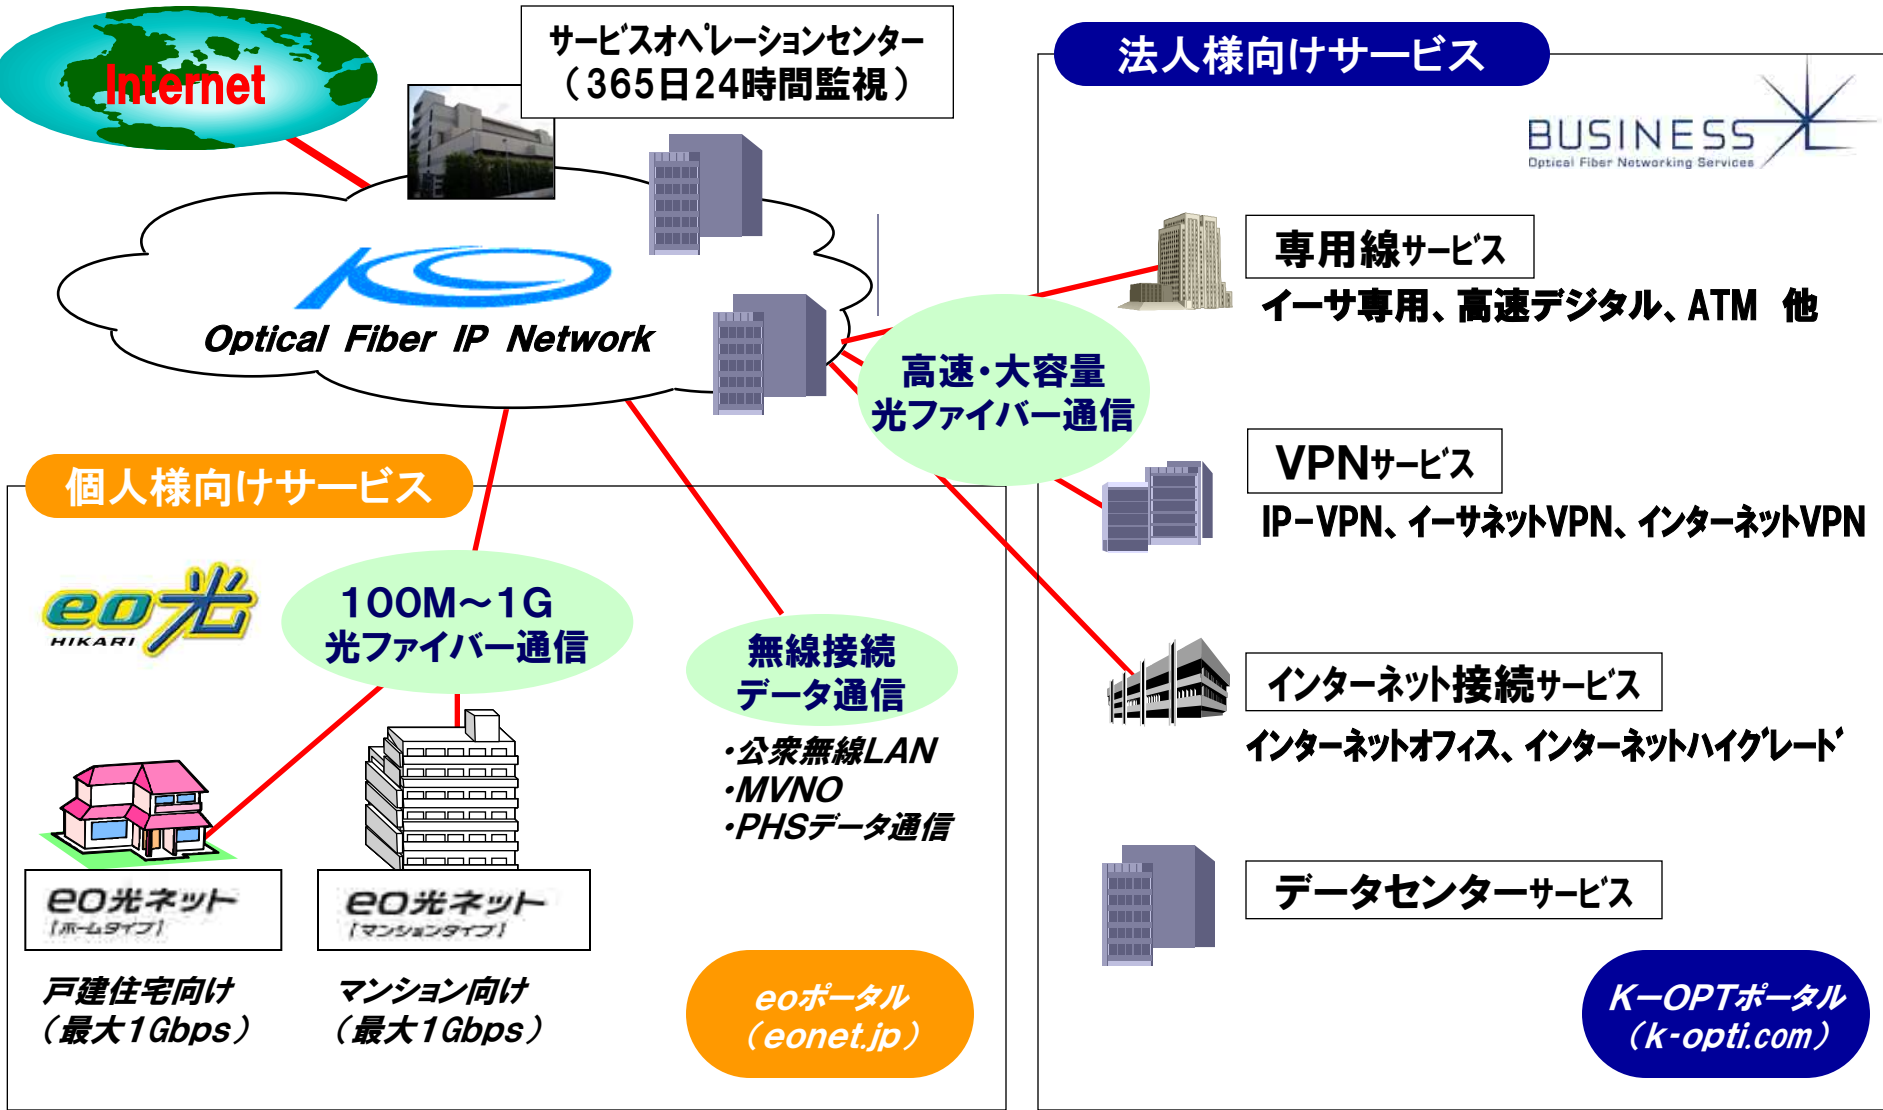 Internet
サービスオペレーションセンター
（365日24時間監視）
Optical Fiber IP Network
高速・大容量
光ファイバー通信
法人様向けサービス
BUSINESS
Optical Fiber Networking Services
専用線サービス
イーサ専用、高速デジタル、ATM 他
VPNサービス
IP−VPN、イーサネットVPN、インターネットVPN
インターネット接続サービス
インターネットオフィス、インターネットハイグレード
データセンターサービス
K−OPTポータル
（k-opti.com）
個人様向けサービス
eo光
HIKARI
100M～1G
光ファイバー通信
無線接続
データ通信
・公衆無線LAN
・MVNO
・PHSデータ通信
eo光ネット
［ホームタイプ］
戸建住宅向け
（最大1Gbps）
eo光ネット
［マンションタイプ］
マンション向け
（最大1Gbps）
eoポータル
（eonet.jp）